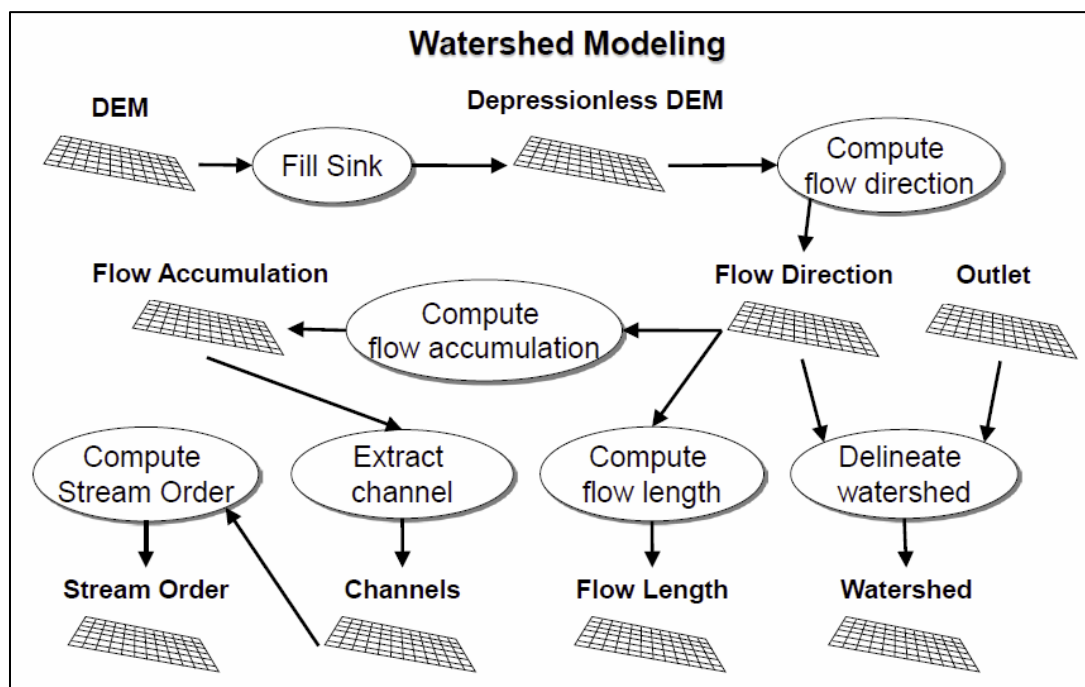 Watershed Modeling
DEM
Depressionless DEM
Fill Sink
Compute
flow direction
Flow Accumulation
Flow Direction
Outlet
Compute
flow accumulation
Compute
Stream Order
Extract
channel
Compute
flow length
Delineate
watershed
Stream Order
Channels
Flow Length
Watershed